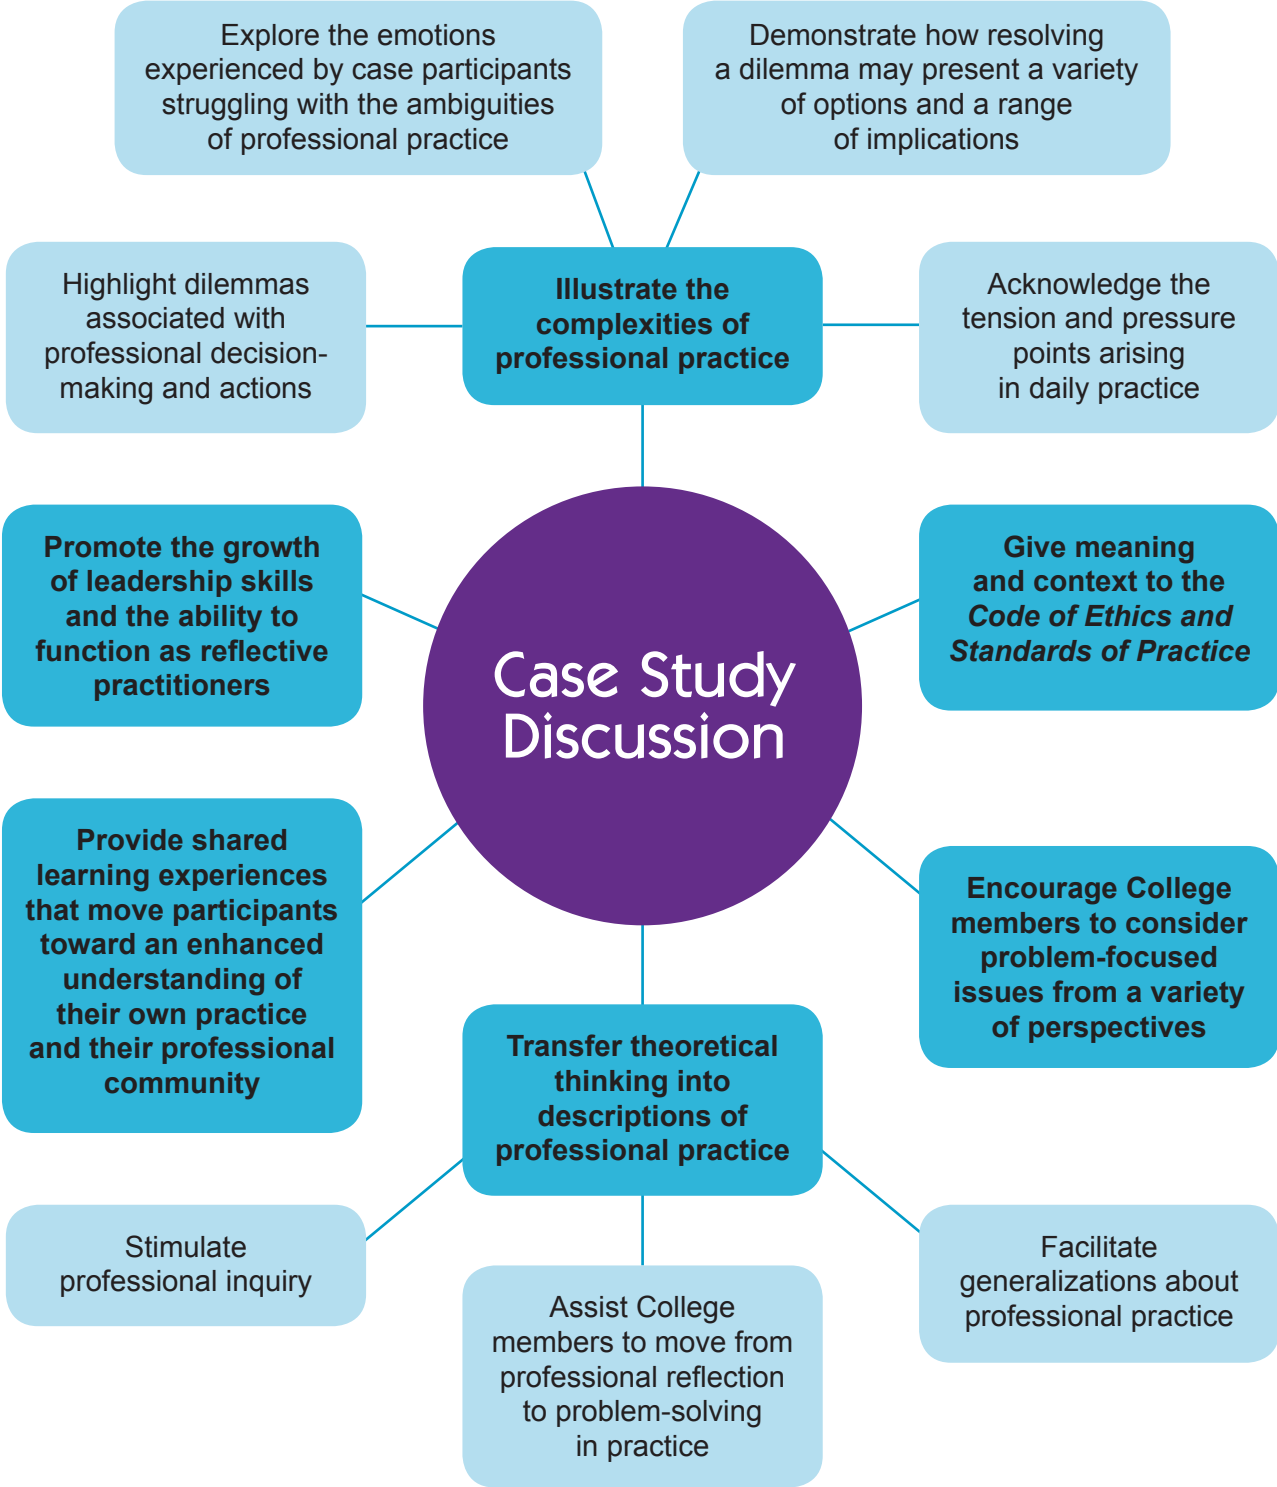 Explore the emotions
experienced by case participants
struggling with the ambiguities
of professional practice
Demonstrate how resolving
a dilemma may present a variety
of options and a range
of implications
Highlight dilemmas
associated with
professional decision-
making and actions
Illustrate the
complexities of
professional practice
Acknowledge the
tension and pressure
points arising
in daily practice
Promote the growth
of leadership skills
and the ability to
function as reflective
practitioners
Case Study
Discussion
Give meaning
and context to the
Code of Ethics and
Standards of Practice
Provide shared
learning experiences
that move participants
toward an enhanced
understanding of
their own practice
and their professional
community
Encourage College
members to consider
problem-focused
issues from a variety
of perspectives
Transfer theoretical
thinking into
descriptions of
professional practice
Stimulate
professional inquiry
Assist College
members to move from
professional reflection
to problem-solving
in practice
Facilitate
generalizations about
professional practice